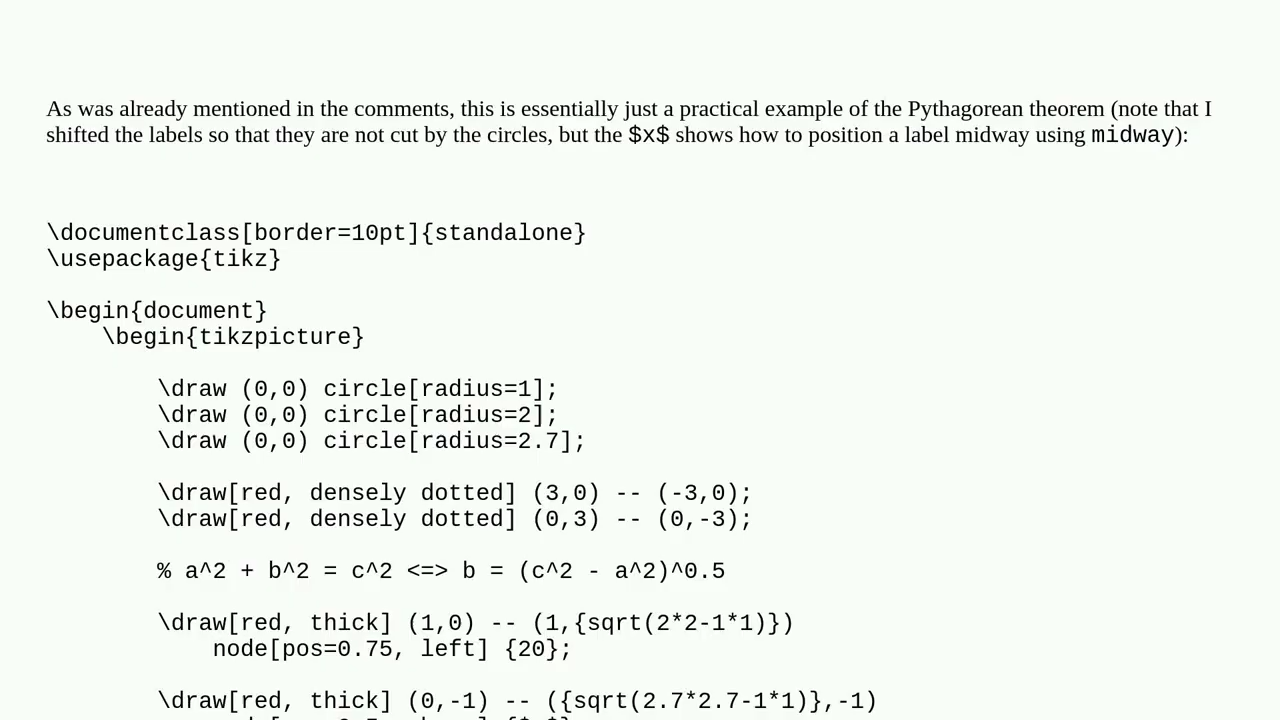 As was already mentioned in the comments, this is essentially just a practical example of the Pythagorean theorem (note that I
shifted the labels so that they are not cut by the circles, but the $x$ shows how to position a label midway using midway):
\documentclass[border=10pt]{standalone}
\usepackage{tikz}
\begin{document}
    \begin{tikzpicture}
        \draw (0,0) circle[radius=1];
        \draw (0,0) circle[radius=2];
        \draw (0,0) circle[radius=2.7];
        \draw[red, densely dotted] (3,0) -- (-3,0);
        \draw[red, densely dotted] (0,3) -- (0,-3);
        % a^2 + b^2 = c^2 <=> b = (c^2 - a^2)^0.5
        \draw[red, thick] (1,0) -- (1,{sqrt(2*2-1*1)})
            node[pos=0.75, left] {20};
        \draw[red, thick] (0,-1) -- ({sqrt(2.7*2.7-1*1)},-1)